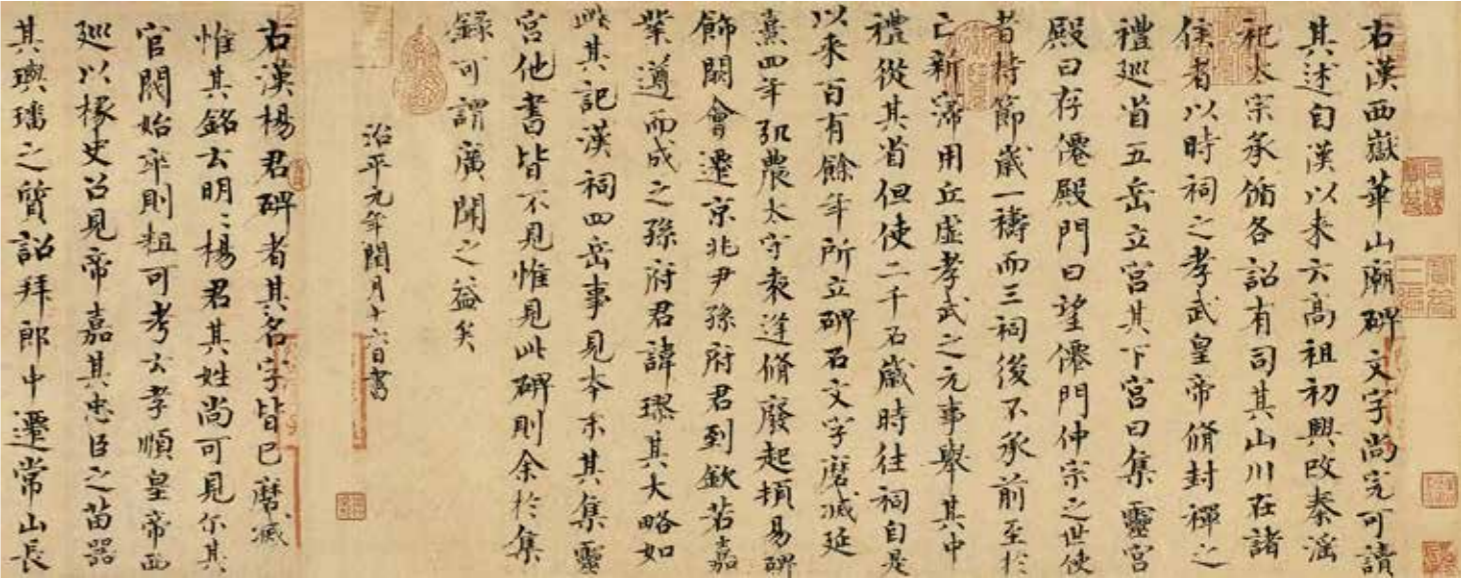 右漢西嶽華山廟碑文字尚完可讀
其述自漢以来云高祖初興改秦淫
祀太宗承循各詔有司其山川在諸
侯者以時祠之孝武皇帝脩封禪之
禮巡省五岳立宮其下宮曰集靈宮
殿曰存僊殿門曰望僊門仲宗之世使
者持節歲一禱而三祠後不承前至於
亡新寖用丘虛孝武之元事舉其中
禮從其省但使二千石歲時往祠自是
以来百有餘年所立碑石文字磨滅延
熹四年弘農太守袁逢脩廢起頓易碑
飾闕會遷京兆尹孫府君到欽若嘉
業遵而成之孫府君諱璆其大略如
此其記漢祠四岳事見本末其集靈
宮他書皆不見惟見此碑則余於集
録可謂廣聞之益矣
治平元年閏月十六日書
右漢楊君碑者其名字皆已磨滅
惟其銘云明〻楊君其姓尚可見尒其
官閥始卒則粗可考云孝順皇帝西
巡以掾史召見帝嘉其忠臣之苗器
其璵璠之質詔拜郎中遷常山長